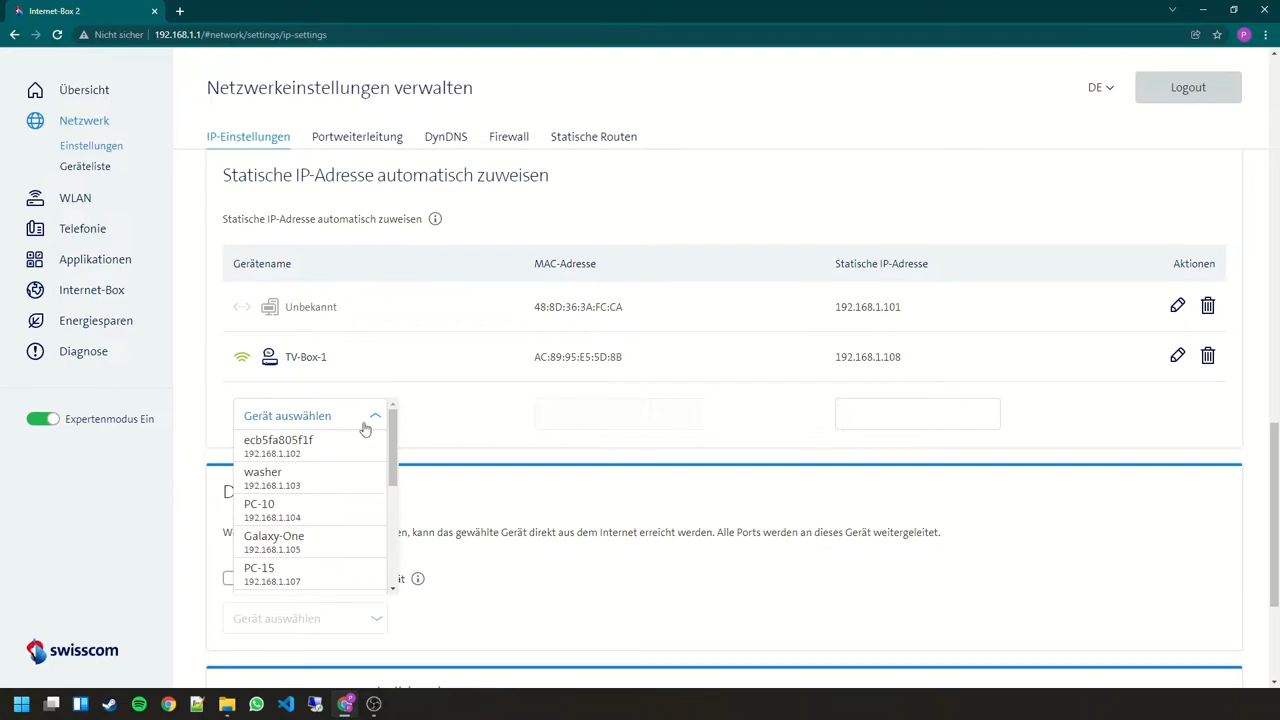 Internet-Box 2
Nicht sicher 192.168.1.1/#network/settings/ip-settings
P
Übersicht
Netzwerk
Einstellungen
Geräteliste
WLAN
Telefonie
Applikationen
Internet-Box
Energiesparen
Diagnose
Expertenmodus Ein
swisscom
Netzwerkeinstellungen verwalten
DE
Logout
IP-Einstellungen Portweiterleitung DynDNS Firewall Statische Routen
Statische IP-Adresse automatisch zuweisen
Statische IP-Adresse automatisch zuweisen
Gerätename MAC-Adresse Statische IP-Adresse Aktionen
Unbekannt 48:8D:36:3A:FC:CA 192.168.1.101
TV-Box-1 AC:89:95:E5:5D:8B 192.168.1.108
Gerät auswählen
ecb5fa805f1f
192.168.1.102
washer
192.168.1.103
PC-10
192.168.1.104
Galaxy-One
192.168.1.105
PC-15
192.168.1.107
D
en, kann das gewählte Gerät direkt aus dem Internet erreicht werden. Alle Ports werden an dieses Gerät weitergeleitet.
ät
Gerät auswählen